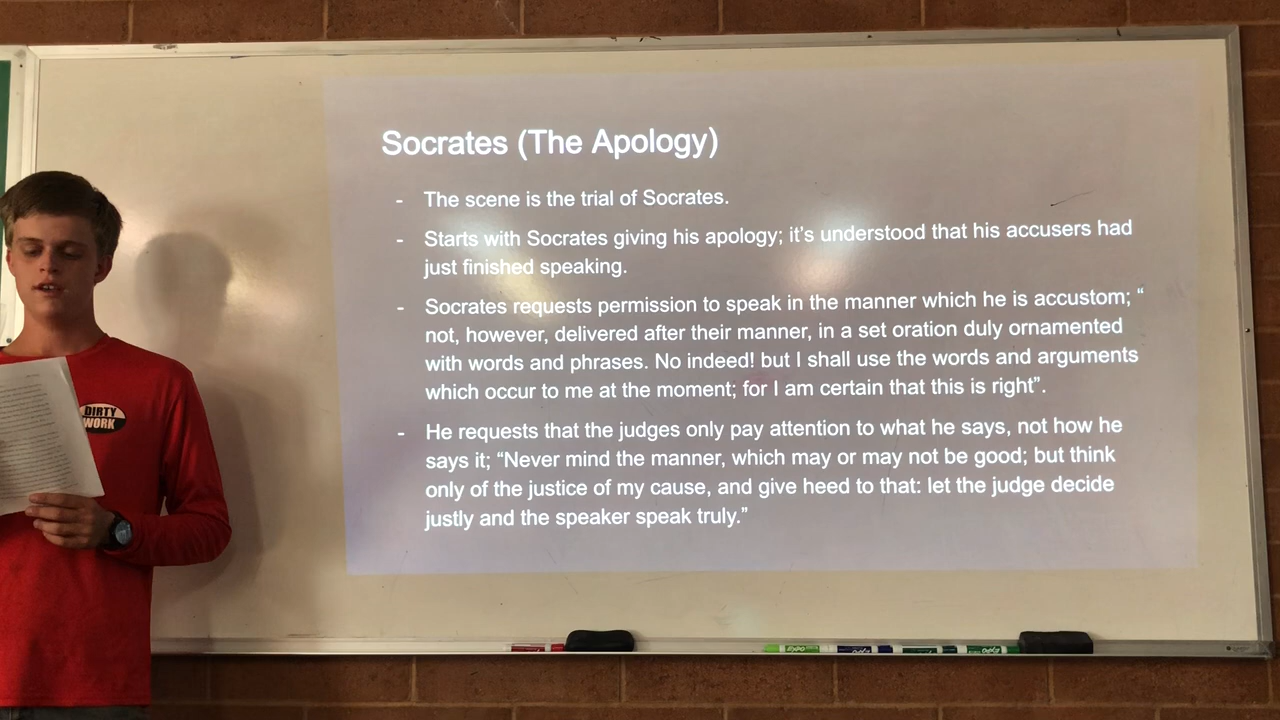 Socrates (The Apology)
- The scene is the trial of Socrates.
- Starts with Socrates giving his apology; it's understood that his accusers had
just finished speaking.
- Socrates requests permission to speak in the manner which he is accustom; “
not, however, delivered after their manner, in a set oration duly ornamented
with words and phrases. No indeed! but I shall use the words and arguments
which occur to me at the moment; for I am certain that this is right”.
- He requests that the judges only pay attention to what he says, not how he
says it; “Never mind the manner, which may or may not be good; but think
only of the justice of my cause, and give heed to that: let the judge decide
justly and the speaker speak truly.”
DIRTY
WORK
EXPO